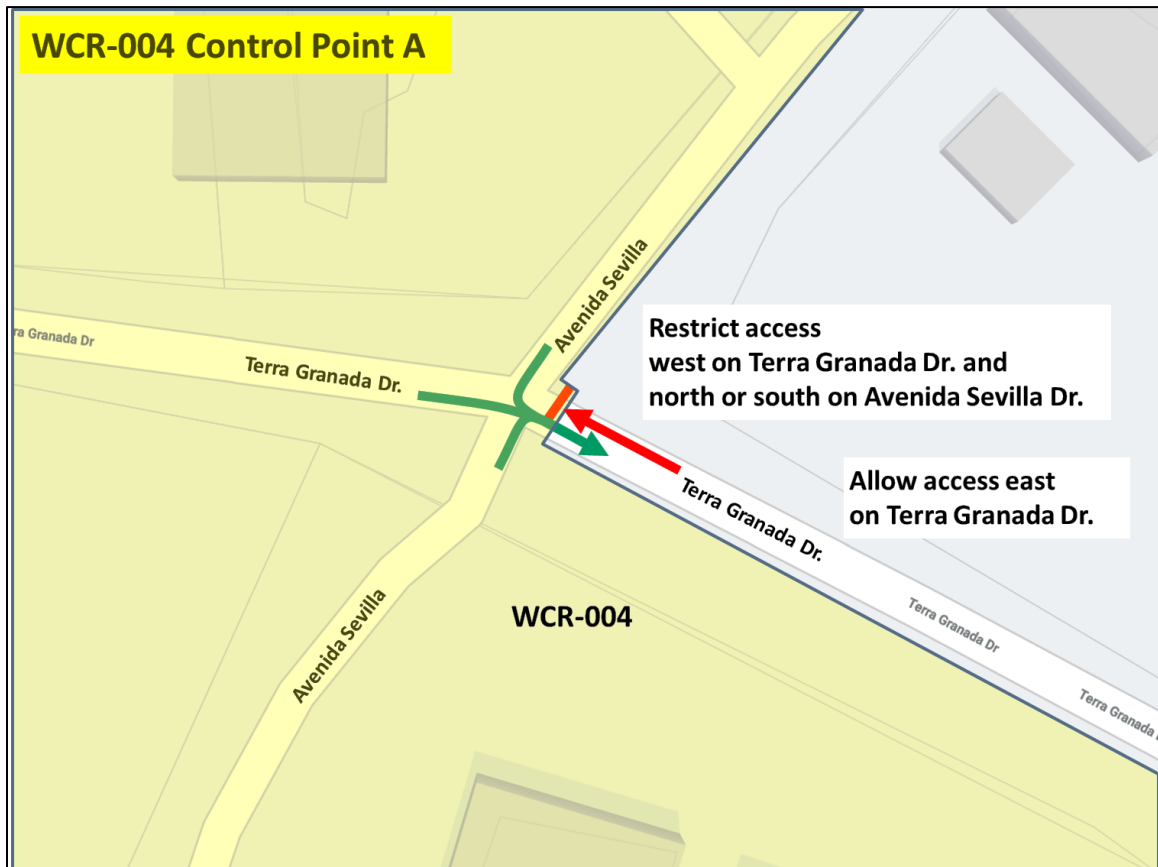 WCR-004 Control Point A
Avenida Sevilla
Terra Granada Dr.
Restrict access
west on Terra Granada Dr. and
north or south on Avenida Sevilla Dr.
Allow access east
on Terra Granada Dr.
Terra Granada Dr.
Avenida Sevilla
WCR-004
ra Granada Dr
Terra Granada Dr
Terra Granada